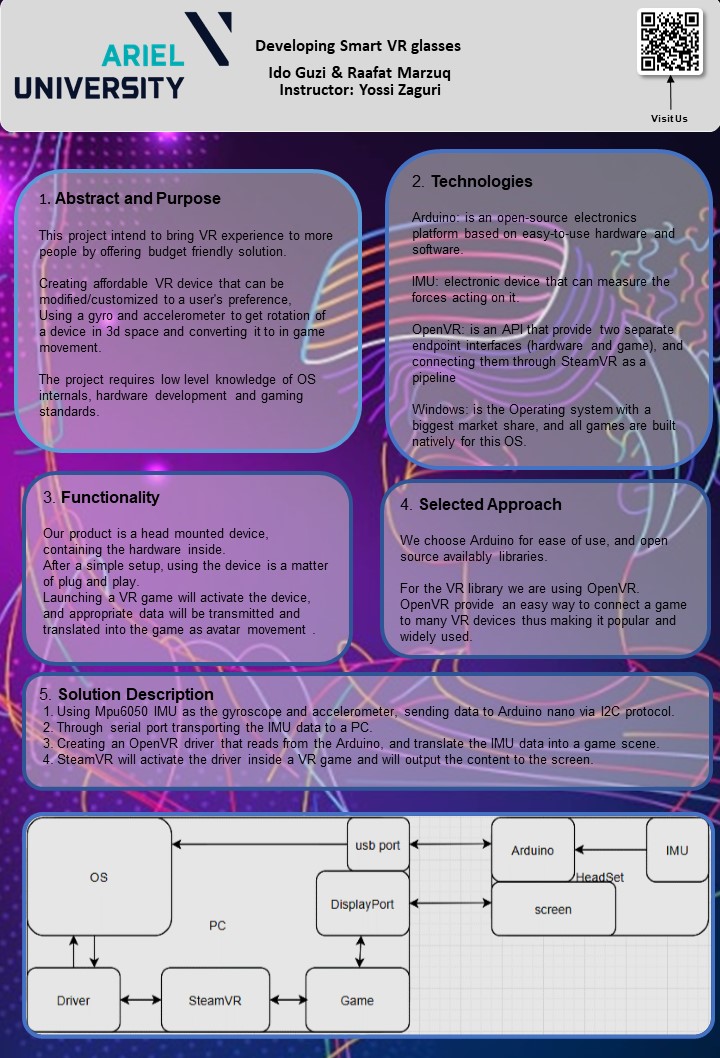 ARIEL
UNIVERSITY
Developing Smart VR glasses
Ido Guzi & Raafat Marzuq
Instructor: Yossi Zaguri
Visit Us
1. Abstract and Purpose
This project intend to bring VR experience to more
people by offering budget friendly solution.
Creating affordable VR device that can be
modified/customized to a user's preference,
Using a gyro and accelerometer to get rotation of
a device in 3d space and converting it to in game
movement.
The project requires low level knowledge of OS
internals, hardware development and gaming
standards.
2. Technologies
Arduino: is an open-source electronics
platform based on easy-to-use hardware and
software.
IMU: electronic device that can measure the
forces acting on it.
OpenVR: is an API that provide two separate
endpoint interfaces (hardware and game), and
connecting them through SteamVR as a
pipeline
Windows: is the Operating system with a
biggest market share, and all games are built
natively for this OS.
3. Functionality
Our product is a head mounted device,
containing the hardware inside.
After a simple setup, using the device is a matter
of plug and play.
Launching a VR game will activate the device,
and appropriate data will be transmitted and
translated into the game as avatar movement .
4. Selected Approach
We choose Arduino for ease of use, and open
source availably libraries.
For the VR library we are using OpenVR.
OpenVR provide an easy way to connect a game
to many VR devices thus making it popular and
widely used.
5. Solution Description
1. Using Mpu6050 IMU as the gyroscope and accelerometer, sending data to Arduino nano via I2C protocol.
2. Through serial port transporting the IMU data to a PC.
3. Creating an OpenVR driver that reads from the Arduino, and translate the IMU data into a game scene.
4. SteamVR will activate the driver inside a VR game and will output the content to the screen.
OS
usb port
Arduino
IMU
HeadSet
DisplayPort
screen
PC
Driver
SteamVR
Game